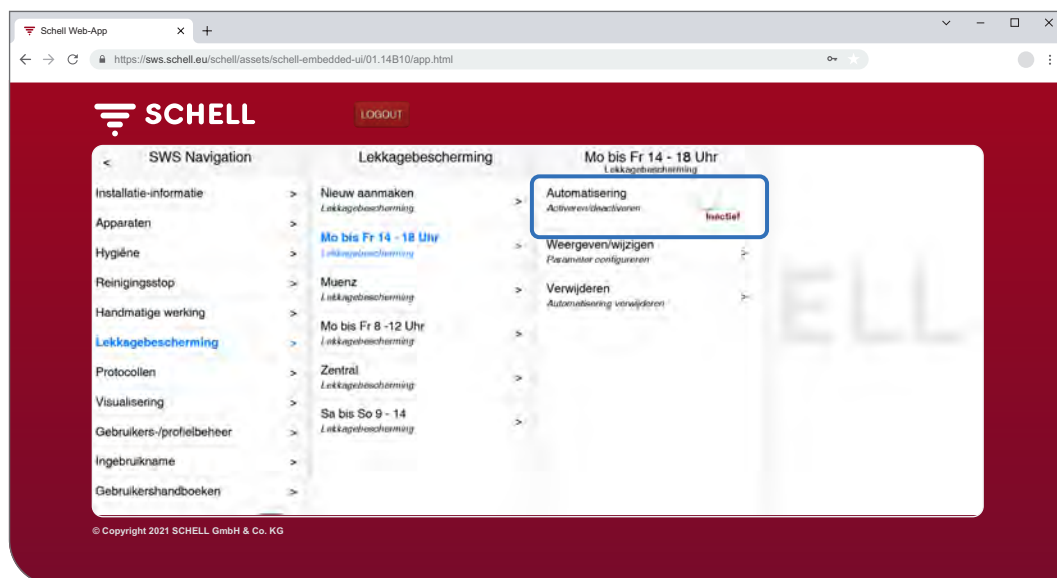 Schell Web-App
https://sws.schell.eu/schell/assets/schell-embedded-ui/01.14B10/app.html
SCHELL
LOGOUT
SWS Navigation
Installatie-informatie
Apparaten
Hygiëne
Reinigingsstop
Handmatige werking
Lekkagebescherming
Protocollen
Visualisering
Gebruikers-/profielbeheer
Ingebruikname
Gebruikershandboeken
Lekkagebescherming
Nieuw aanmaken
Lekkagebescherming
Mo bis Fr 14 - 18 Uhr
Lekkagebescherming
Muenz
Lekkagebescherming
Mo bis Fr 8 -12 Uhr
Lekkagebescherming
Zentral
Lekkagebescherming
Sa bis So 9 - 14
Lekkagebescherming
Mo bis Fr 14 - 18 Uhr
Lekkagebescherming
Automatisering
Activeren/deactiveren
Inactief
Weergeven/wijzigen
Parameter configureren
Verwijderen
Automatisering verwijderen
ELL
© Copyright 2021 SCHELL GmbH & Co. KG